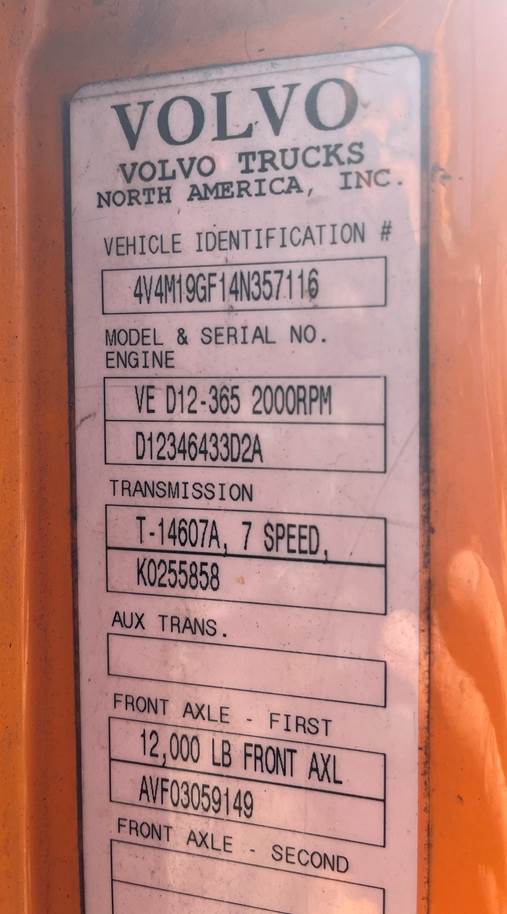 VOLVO
VOLVO TRUCKS
NORTH AMERICA, INC.
VEHICLE IDENTIFICATION #
4V4M19GF14N357116
MODEL & SERIAL NO.
ENGINE
VE D12-365 2000RPM
D12346433D2A
TRANSMISSION
T-14607A, 7 SPEED,
K0255858
AUX TRANS.
FRONT AXLE - FIRST
12,000 LB FRONT AXL
AVF03059149
FRONT AXLE - SECOND